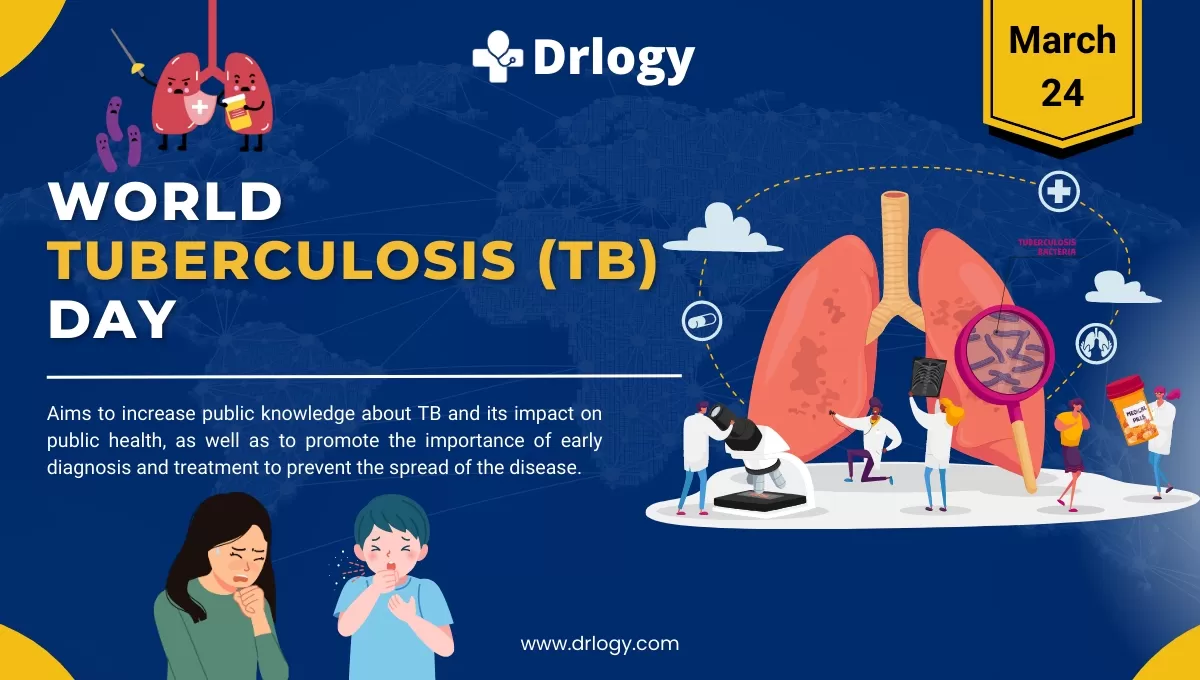 Drlogy
March
24
WORLD
TUBERCULOSIS (TB)
DAY
Aims to increase public knowledge about TB and its impact on
public health, as well as to promote the importance of early
diagnosis and treatment to prevent the spread of the disease.
TUBERCULOSIS
BACTERIA
MEDICAL
PILLS
www.drlogy.com